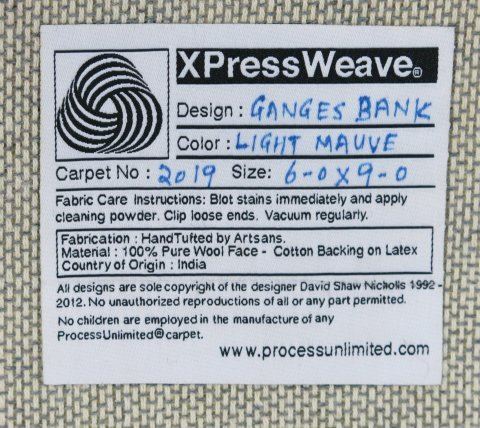 XPressWeave®
Design : GANGES BANK
Color : LIGHT MAUVE
Carpet No : 2019 Size: 6-0x9-0
Fabric Care Instructions: Blot stains immediately and apply
cleaning powder. Clip loose ends. Vacuum regularly.
Fabrication : HandTufted by Artsans.
Material : 100% Pure Wool Face - Cotton Backing on Latex
Country of Origin : India
All designs are sole copyright of the designer David Shaw Nicholls 1992 -
2012. No unauthorized reproductions of all or any part permitted.
No children are employed in the manufacture of any
ProcessUnlimited® carpet.
www.processunlimited.com